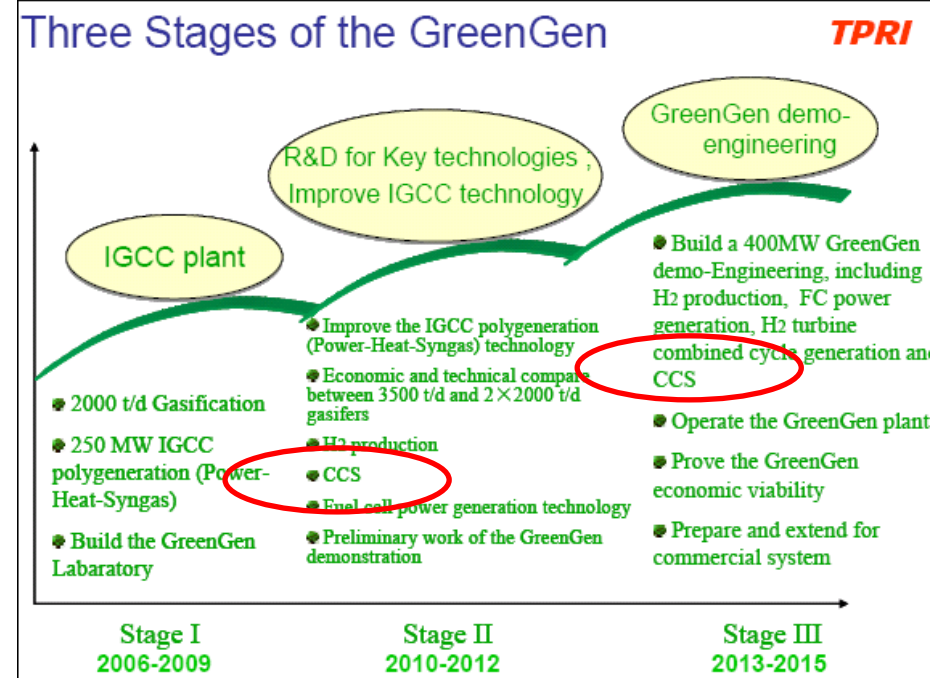 Three Stages of the GreenGen
TPRI
GreenGen demo-
engineering
R&D for Key technologies ;
Improve IGCC technology
IGCC plant
2000 t/d Gasification
250 MW IGCC
polygeneration (Power-
Heat-Syngas)
Build the GreenGen
Labaratory
Improve the IGCC polygeneration
(Power-Heat-Syngas) technology
Economic and technical compare
between 3500 t/d and 2×2000 t/d
gasifers
H2 production
CCS
Fuel cell power generation technology
Preliminary work of the GreenGen
demonstration
Build a 400MW GreenGen
demo-Engineering, including
H2 production, FC power
generation, H2 turbine
combined cycle generation and
CCS
Operate the GreenGen plant
Prove the GreenGen
economic viability
Prepare and extend for
commercial system
Stage I
2006-2009
Stage II
2010-2012
Stage III
2013-2015